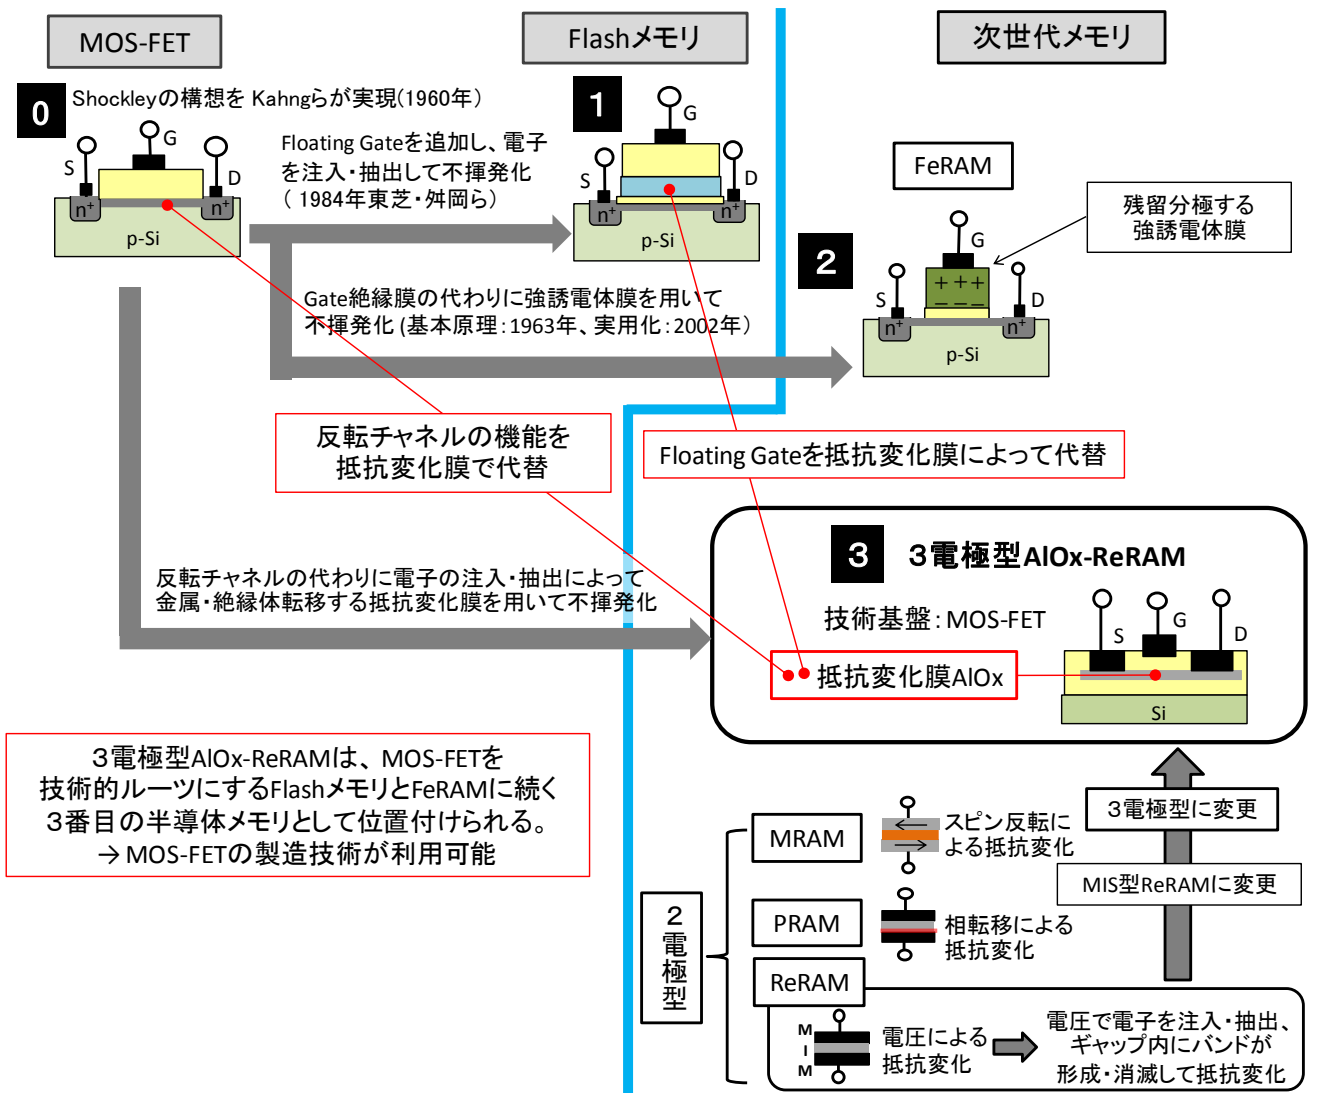 MOS-FET
Flashメモリ
次世代メモリ
0
Shockleyの構想を Kahngらが実現(1960年)
S
G
D
n+
n+
p-Si
Floating Gateを追加し、電子
を注入・抽出して不揮発化
( 1984年東芝・舛岡ら)
1
G
S
D
n+
n+
p-Si
FeRAM
残留分極する
強誘電体膜
2
G
S
D
+++
---
n+
n+
p-Si
Gate絶縁膜の代わりに強誘電体膜を用いて
不揮発化 (基本原理:1963年、実用化:2002年)
反転チャネルの機能を
抵抗変化膜で代替
Floating Gateを抵抗変化膜によって代替
反転チャネルの代わりに電子の注入・抽出によって
金属・絶縁体転移する抵抗変化膜を用いて不揮発化
3
3電極型AlOx-ReRAM
技術基盤:MOS-FET
S
G
D
抵抗変化膜AlOx
Si
3電極型AlOx-ReRAMは、MOS-FETを
技術的ルーツにするFlashメモリとFeRAMに続く
3番目の半導体メモリとして位置付けられる。
→MOS-FETの製造技術が利用可能
2
電
極
型
MRAM
スピン反転に
よる抵抗変化
PRAM
相転移による
抵抗変化
ReRAM
M
I
M
電圧による
抵抗変化
電圧で電子を注入・抽出、
ギャップ内にバンドが
形成・消滅して抵抗変化
3電極型に変更
MIS型ReRAMに変更